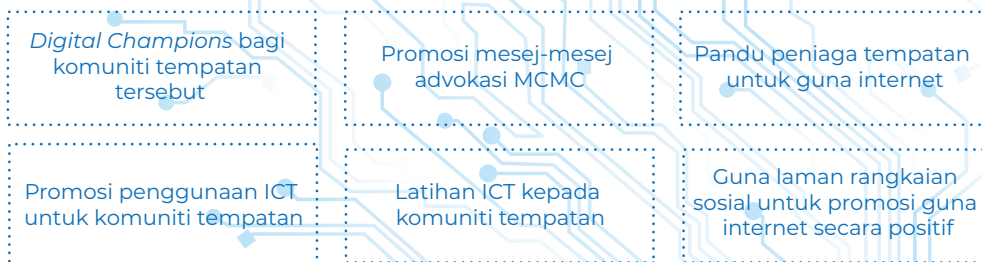 Digital Champions bagi
komuniti tempatan
tersebut
Promosi mesej-mesej
advokasi MCMC
Pandu peniaga tempatan
untuk guna internet
Promosi penggunaan ICT
untuk komuniti tempatan
Latihan ICT kepada
komuniti tempatan
Guna laman rangkaian
sosial untuk promosi guna
internet secara positif